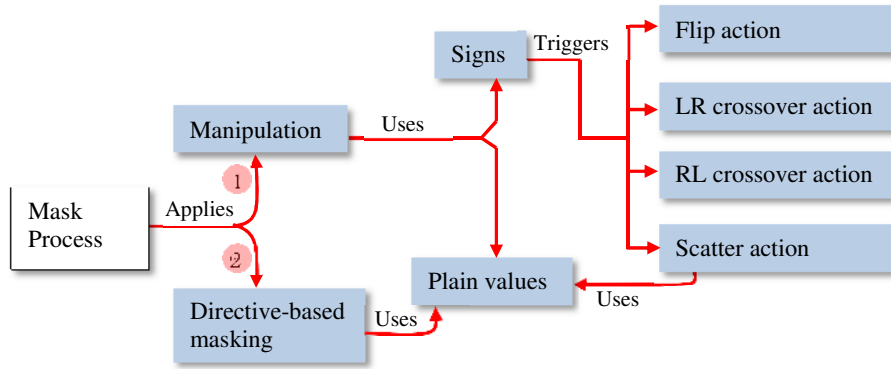 Flip action
Signs
Triggers
LR crossover action
Manipulation
Uses
RL crossover action
1
Mask
Process
Applies
2
Scatter action
Plain values
Uses
Directive-based
masking
Uses